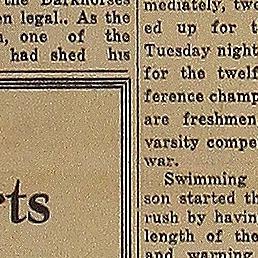 the Darkhorses
en legal.. As the
a, one of the
had shed his
rts
mediately, two
ed up for t
Tuesday night
for the twelf
ference champ
are freshmen
varsity compe
war.
Swimming
son started th
rush by havin
length of the
and warning